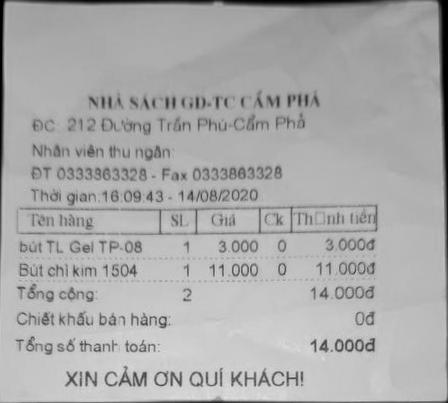 NHÀ SÁCH GD-TC CẨM PHẢ
ĐC: 212 Đường Trần Phú-Cẩm Phả
Nhân viên thu ngân:
ĐT 0333863328 - Fax 0333863328
Thời gian:16:09:43 - 14/08/2020
Tên hàng SL Giá Ck Th□nh tiền
bút TL Gel TP-08 1 3.000 0 3.000đ
Bút chì kim 1504 1 11.000 0 11.000đ
Tổng cộng: 2 14.000đ
Chiết khấu bán hàng: 0đ
Tổng số thanh toán: 14.000đ
XIN CẢM ƠN QUÍ KHÁCH!